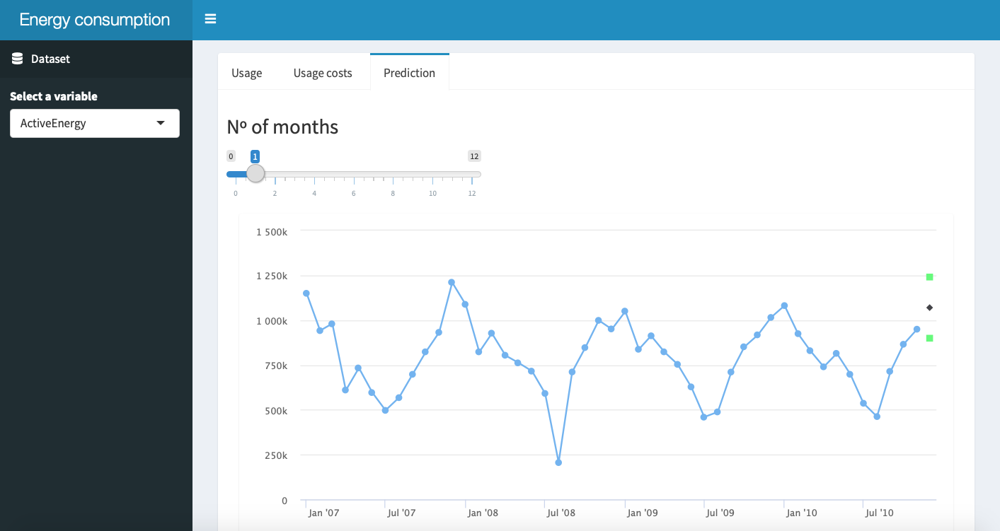 Energy consumption
Dataset
Select a variable
ActiveEnergy
Usage Usage costs Prediction
Nº of months
0 1 12
0 2 4 6 8 10 12
1 500k
1 250k
1 000k
750k
500k
250k
0
Jan '07 Jul '07 Jan '08 Jul '08 Jan '09 Jul '09 Jan '10 Jul '10